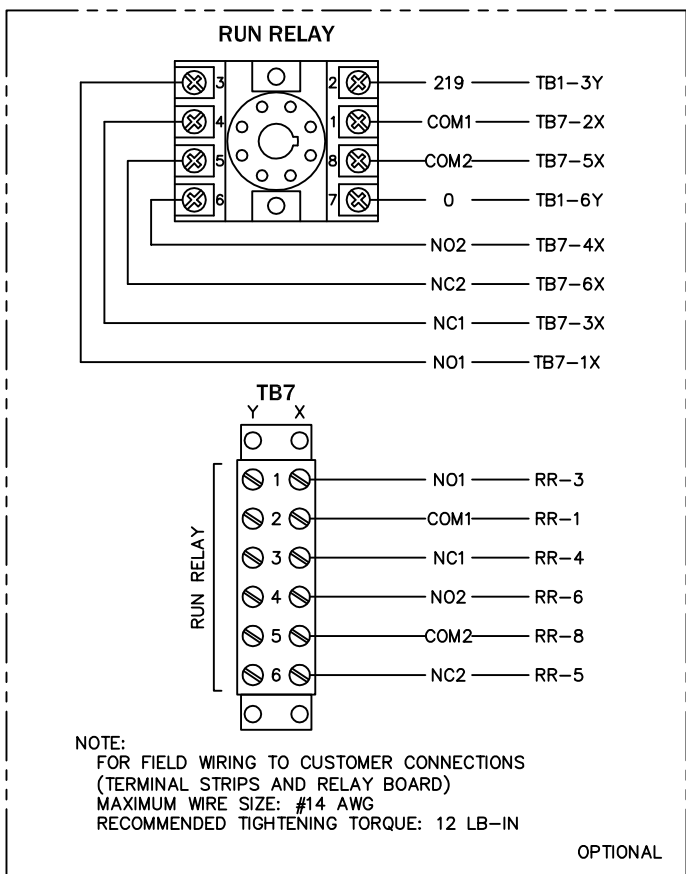 RUN RELAY
3 2 219 TB1-3Y
4 1 COM1 TB7-2X
5 8 COM2 TB7-5X
6 7 0 TB1-6Y
NO2 TB7-4X
NC2 TB7-6X
NC1 TB7-3X
NO1 TB7-1X
TB7
Y X
RUN RELAY
1 NO1 RR-3
2 COM1 RR-1
3 NC1 RR-4
4 NO2 RR-6
5 COM2 RR-8
6 NC2 RR-5
NOTE:
FOR FIELD WIRING TO CUSTOMER CONNECTIONS
(TERMINAL STRIPS AND RELAY BOARD)
MAXIMUM WIRE SIZE: #14 AWG
RECOMMENDED TIGHTENING TORQUE: 12 LB-IN
OPTIONAL